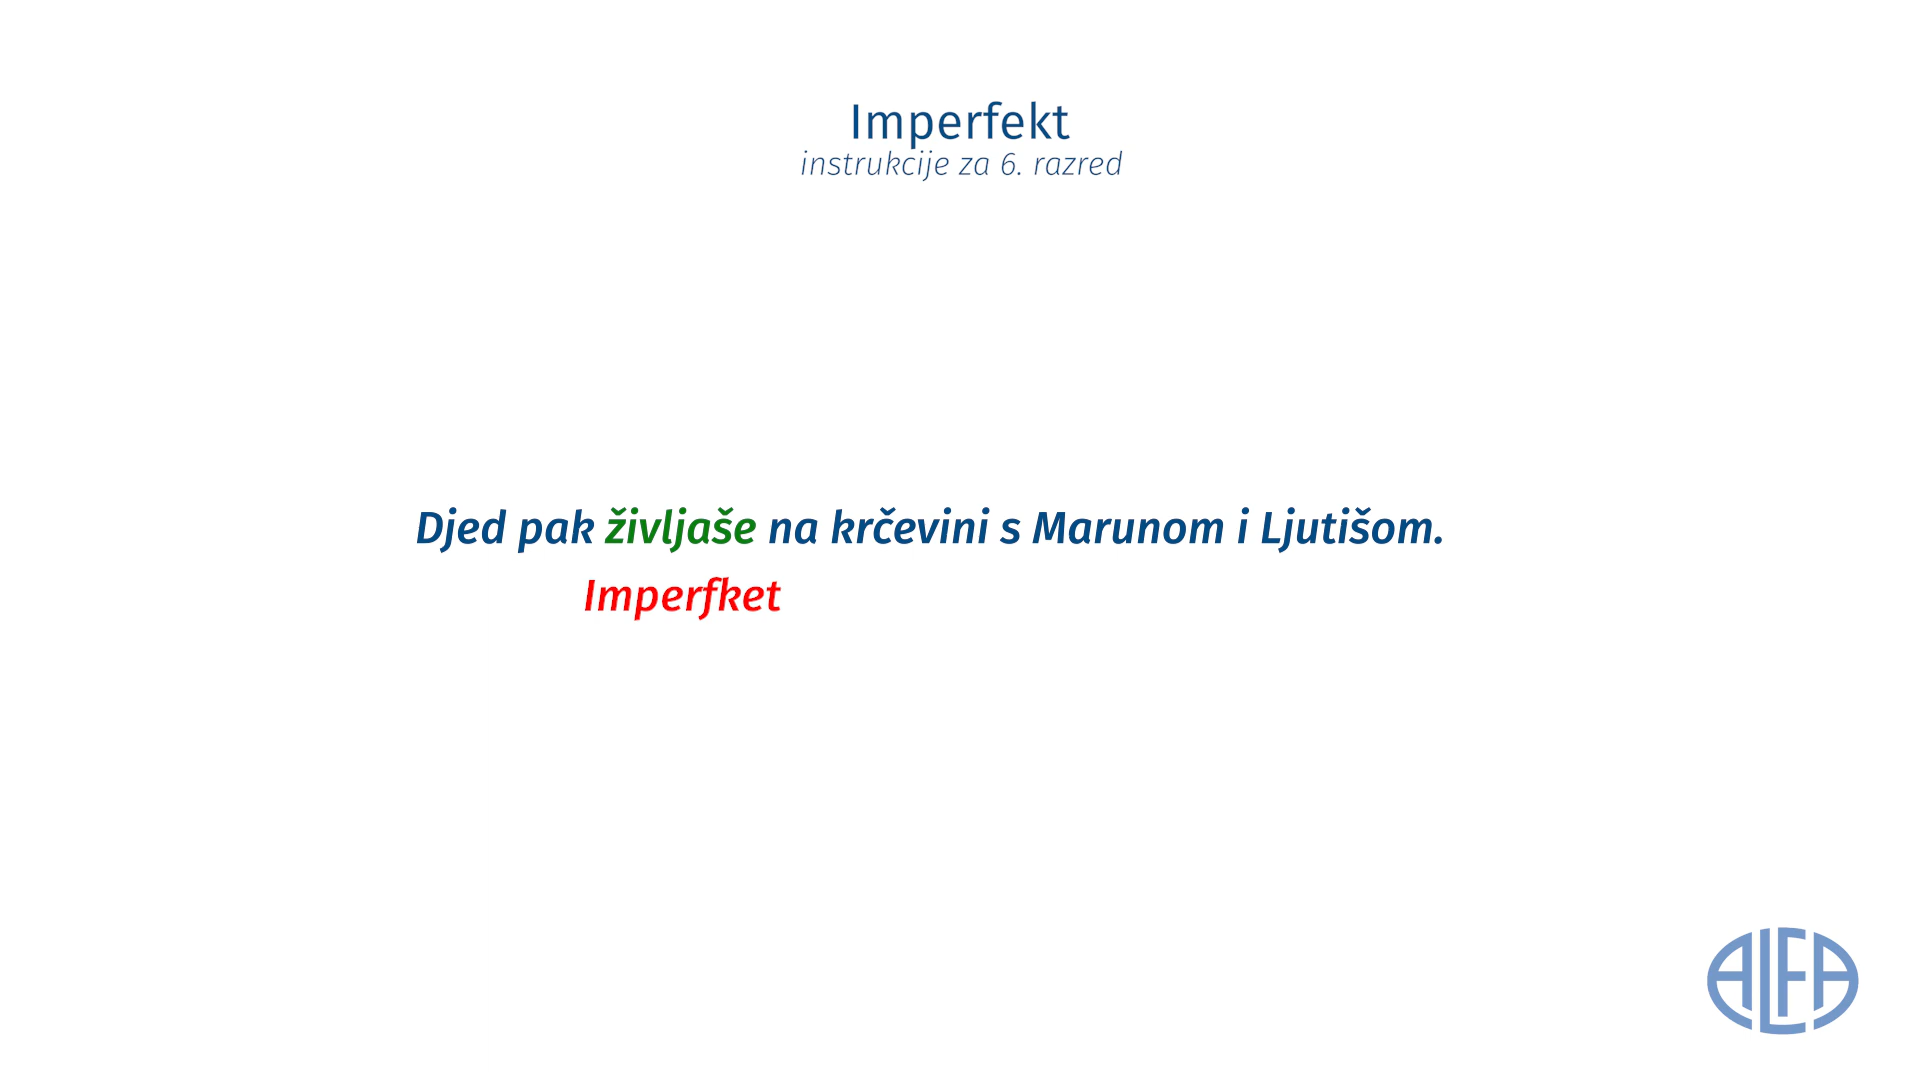 Imperfekt
instrukcije za 6. razred
Djed pak življaše na krčevini s Marunom i Ljutišom.
Imperfket
ALFA